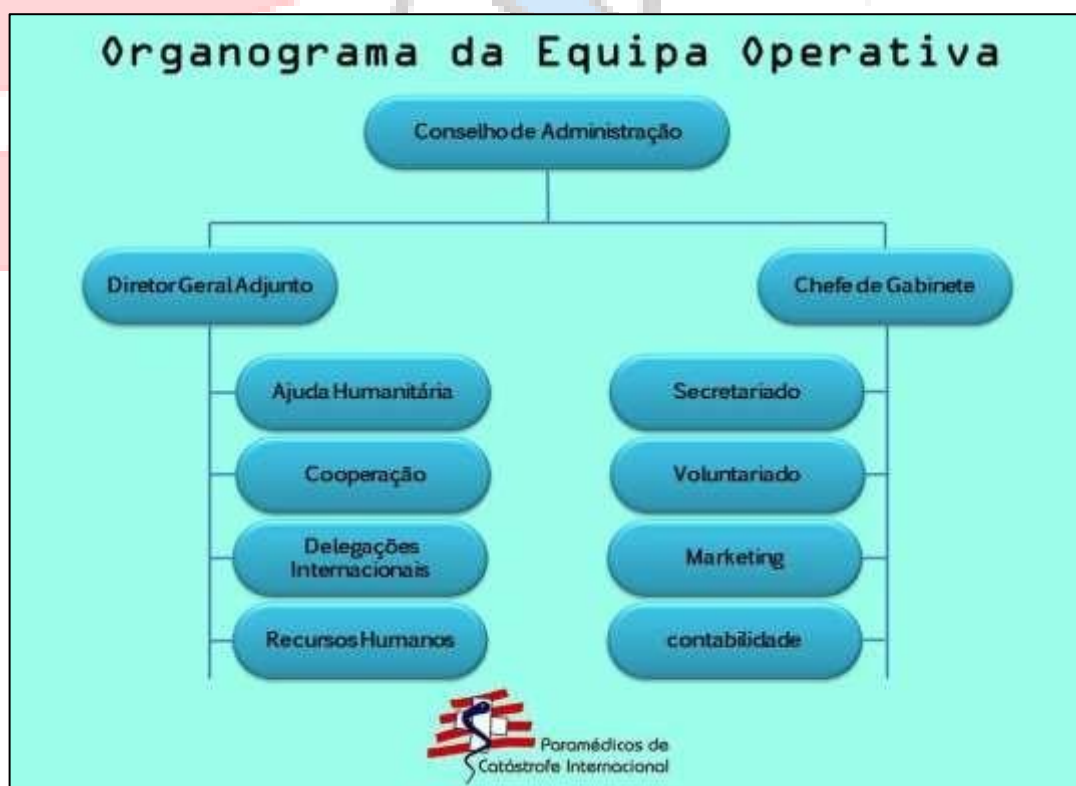 Organograma da Equipa Operativa
Conselho de Administração
Diretor Geral Adjunto
Chefe de Gabinete
Ajuda Humanitária
Secretariado
Cooperação
Voluntariado
Delegações
Internacionais
Marketing
Recursos Humanos
contabilidade
Paramédicos de
Catástrofe Internacional